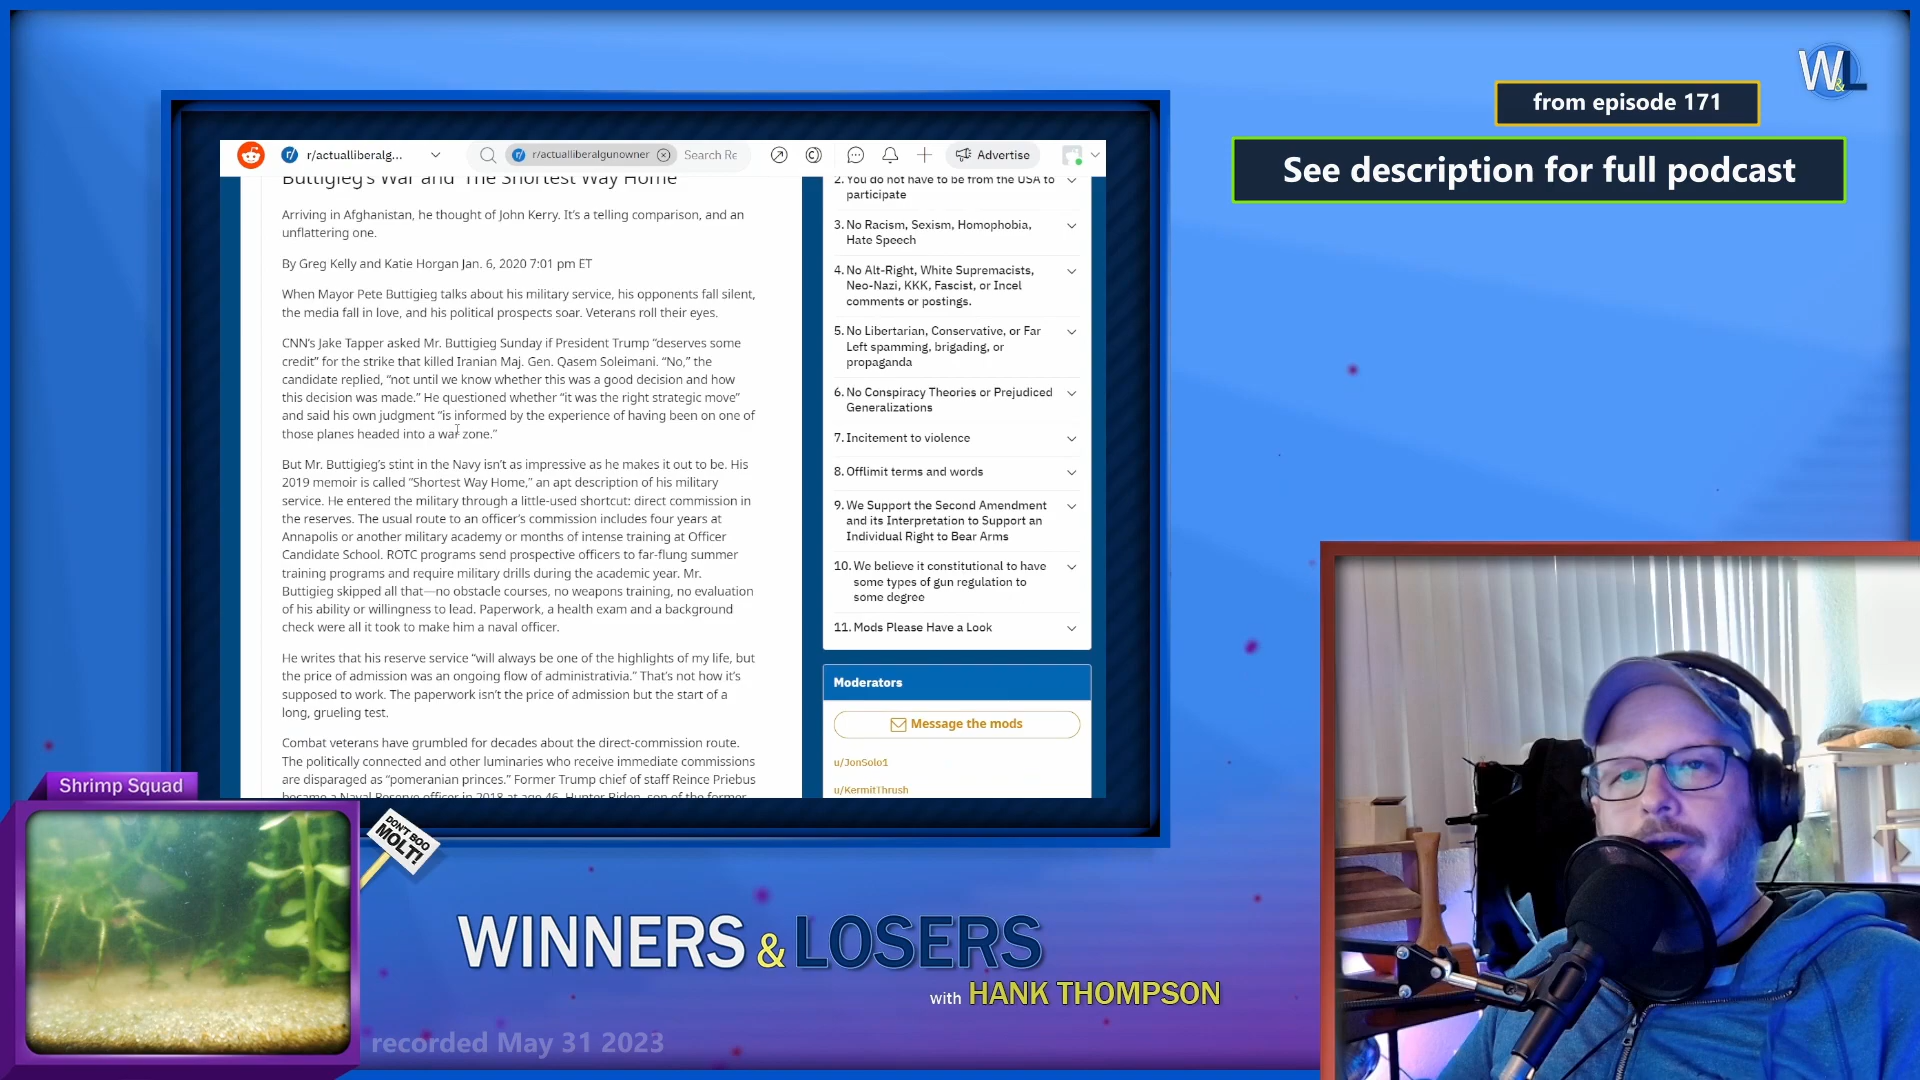 W&L
from episode 171
See description for full podcast
r/actualliberalg...
r/actualliberalgunowner
Search Re
Advertise
Buttigieg's War and 'The Shortest Way Home'
Arriving in Afghanistan, he thought of John Kerry. It's a telling comparison, and an
unflattering one.
By Greg Kelly and Katie Horgan Jan. 6, 2020 7:01 pm ET
When Mayor Pete Buttigieg talks about his military service, his opponents fall silent,
the media fall in love, and his political prospects soar. Veterans roll their eyes.
CNN's Jake Tapper asked Mr. Buttigieg Sunday if President Trump “deserves some
credit” for the strike that killed Iranian Maj. Gen. Qasem Soleimani. “No,” the
candidate replied, “not until we know whether this was a good decision and how
this decision was made.” He questioned whether “it was the right strategic move”
and said his own judgment “is informed by the experience of having been on one of
those planes headed into a war zone.”
But Mr. Buttigieg's stint in the Navy isn't as impressive as he makes it out to be. His
2019 memoir is called “Shortest Way Home,” an apt description of his military
service. He entered the military through a little-used shortcut: direct commission in
the reserves. The usual route to an officer's commission includes four years at
Annapolis or another military academy or months of intense training at Officer
Candidate School. ROTC programs send prospective officers to far-flung summer
training programs and require military drills during the academic year. Mr.
Buttigieg skipped all that—no obstacle courses, no weapons training, no evaluation
of his ability or willingness to lead. Paperwork, a health exam and a background
check were all it took to make him a naval officer.
He writes that his reserve service “will always be one of the highlights of my life, but
the price of admission was an ongoing flow of administrativia.” That's not how it's
supposed to work. The paperwork isn't the price of admission but the start of a
long, grueling test.
Combat veterans have grumbled for decades about the direct-commission route.
The politically connected and other luminaries who receive immediate commissions
are disparaged as “pomeranian princes.” Former Trump chief of staff Reince Priebus
became a Naval Reserve officer in 2018 at age 46. Hunter Biden, son of the former
2. You do not have to be from the USA to
participate
3. No Racism, Sexism, Homophobia,
Hate Speech
4. No Alt-Right, White Supremacists,
Neo-Nazi, KKK, Fascist, or Incel
comments or postings.
5. No Libertarian, Conservative, or Far
Left spamming, brigading, or
propaganda
6. No Conspiracy Theories or Prejudiced
Generalizations
7. Incitement to violence
8. Offlimit terms and words
9. We Support the Second Amendment
and its Interpretation to Support an
Individual Right to Bear Arms
10. We believe it constitutional to have
some types of gun regulation to
some degree
11. Mods Please Have a Look
Moderators
Message the mods
u/JonSolo1
u/KermitThrush
Shrimp Squad
DON'T BOO
MOLT!
WINNERS & LOSERS
with HANK THOMPSON
recorded May 31 2023